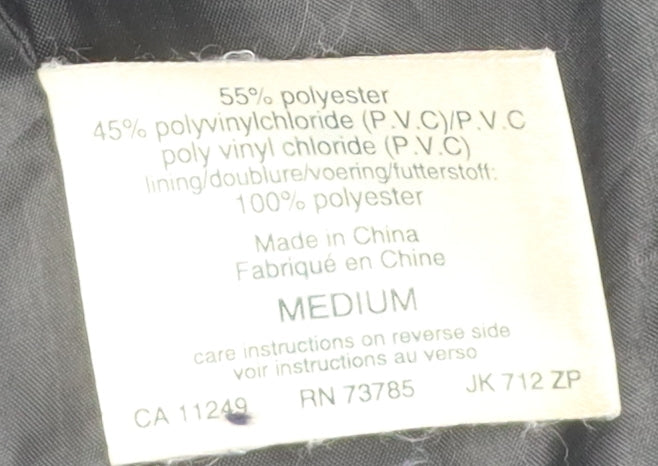 55% polyester
45% polyvinylchloride (P.V.C)/P.V.C
poly vinyl chloride (P.V.C)
lining/doublure/voering/futterstoff:
100% polyester
Made in China
Fabriqué en Chine
MEDIUM
care instructions on reverse side
voir instructions au verso
CA 11249 RN 73785 JK 712 ZP